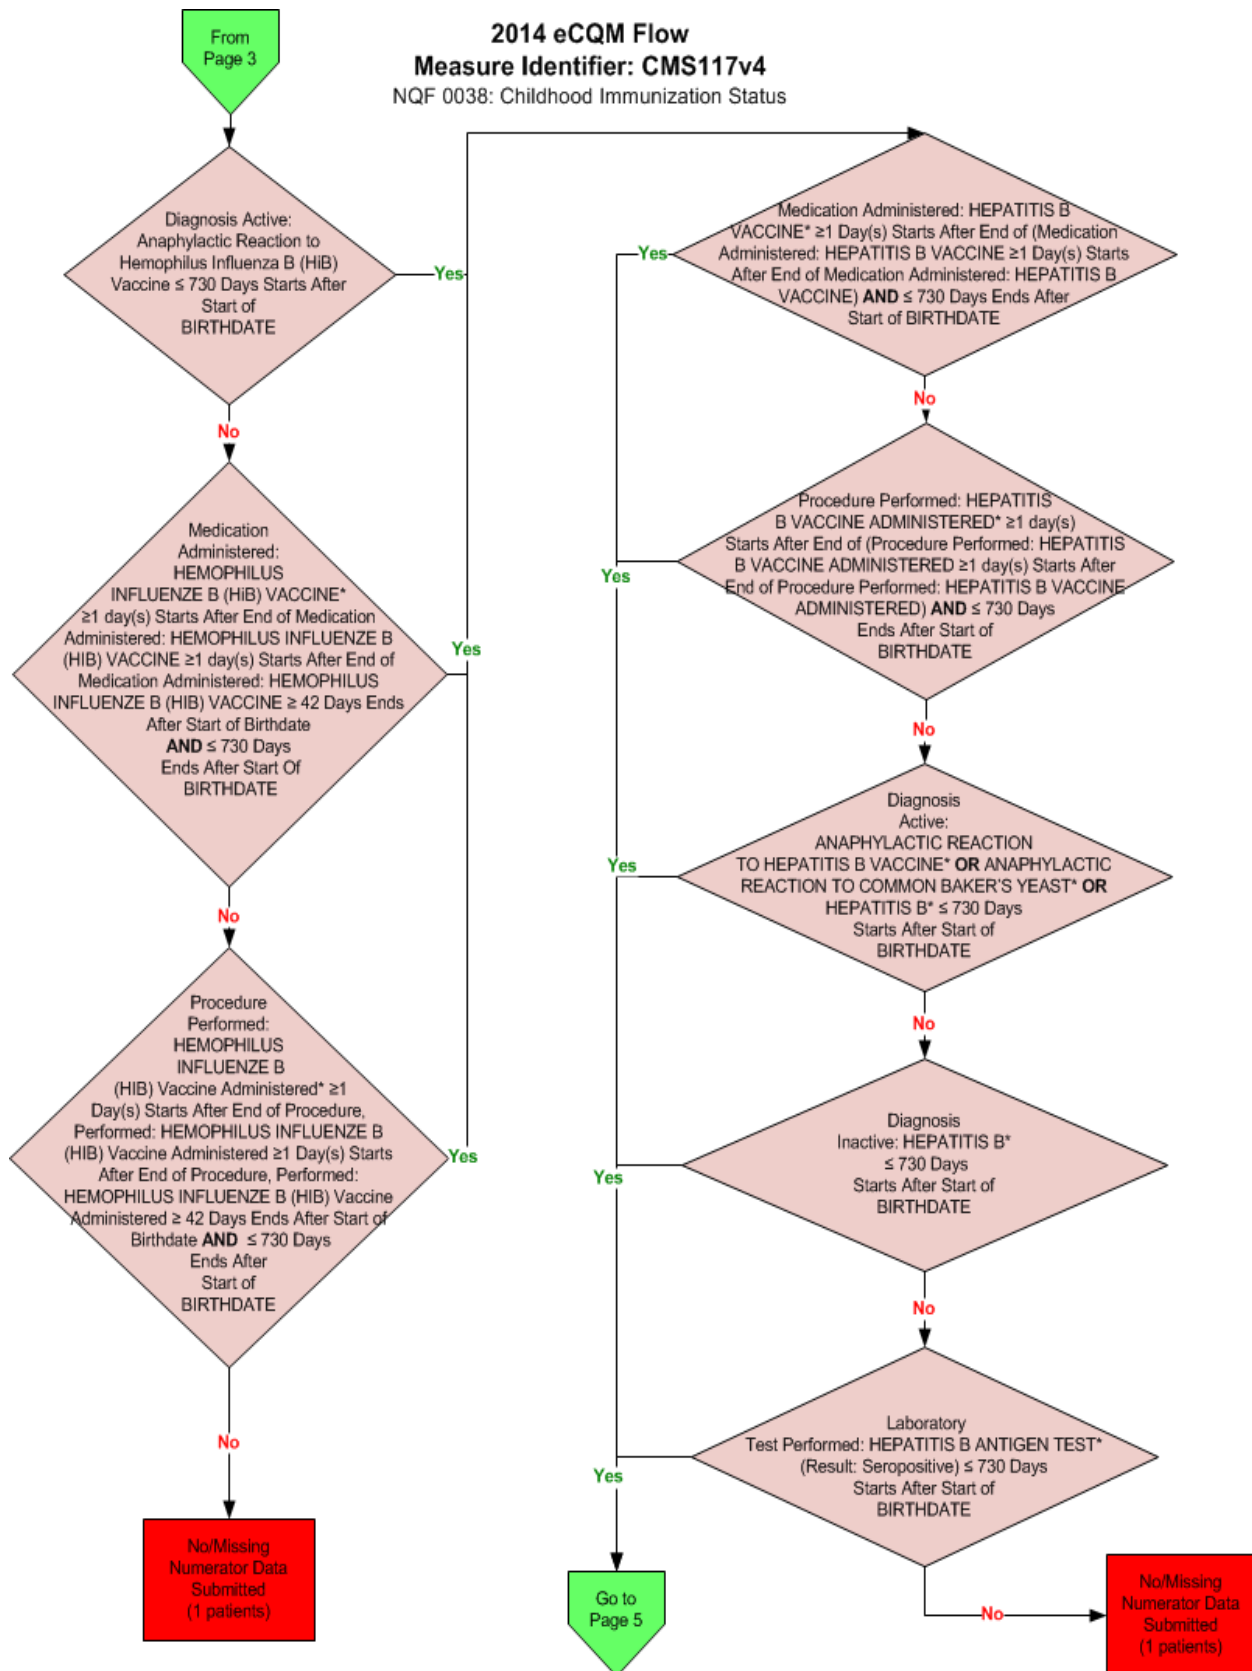 2014 eCQM Flow
Measure Identifier: CMS117v4
NQF 0038: Childhood Immunization Status
From
Page 3
Diagnosis Active:
Anaphylactic Reaction to
Hemophilus Influenza B (HiB)
Vaccine ≤ 730 Days Starts After
Start of
BIRTHDATE
Yes
No
Medication
Administered:
HEMOPHILUS
INFLUENZE B (HiB) VACCINE*
≥1 day(s) Starts After End of Medication
Administered: HEMOPHILUS INFLUENZE B
(HIB) VACCINE ≥1 day(s) Starts After End of
Medication Administered: HEMOPHILUS
INFLUENZE B (HIB) VACCINE ≥ 42 Days Ends
After Start of Birthdate
AND ≤ 730 Days
Ends After Start Of
BIRTHDATE
Yes
No
Procedure
Performed:
HEMOPHILUS
INFLUENZE B
(HIB) Vaccine Administered* ≥1
Day(s) Starts After End of Procedure,
Performed: HEMOPHILUS INFLUENZE B
(HIB) Vaccine Administered ≥1 Day(s) Starts
After End of Procedure, Performed:
HEMOPHILUS INFLUENZE B (HIB) Vaccine
Administered ≥ 42 Days Ends After Start of
Birthdate AND ≤ 730 Days
Ends After
Start of
BIRTHDATE
Yes
No
No/Missing
Numerator Data
Submitted
(1 patients)
Medication Administered: HEPATITIS B
VACCINE* ≥1 Day(s) Starts After End of (Medication
Administered: HEPATITIS B VACCINE ≥1 Day(s) Starts
After End of Medication Administered: HEPATITIS B
VACCINE) AND ≤ 730 Days Ends After
Start of BIRTHDATE
Yes
No
Procedure Performed: HEPATITIS
B VACCINE ADMINISTERED* ≥1 day(s)
Starts After End of (Procedure Performed: HEPATITIS
B VACCINE ADMINISTERED ≥1 day(s) Starts After
End of Procedure Performed: HEPATITIS B VACCINE
ADMINISTERED) AND ≤ 730 Days
Ends After Start of
BIRTHDATE
Yes
No
Diagnosis
Active:
ANAPHYLACTIC REACTION
TO HEPATITIS B VACCINE* OR ANAPHYLACTIC
REACTION TO COMMON BAKER'S YEAST* OR
HEPATITIS B* ≤ 730 Days
Starts After Start of
BIRTHDATE
Yes
No
Diagnosis
Inactive: HEPATITIS B*
≤ 730 Days
Starts After Start of
BIRTHDATE
Yes
No
Laboratory
Test Performed: HEPATITIS B ANTIGEN TEST*
(Result: Seropositive) ≤ 730 Days
Starts After Start of
BIRTHDATE
Yes
No
Go to
Page 5
No/Missing
Numerator Data
Submitted
(1 patients)